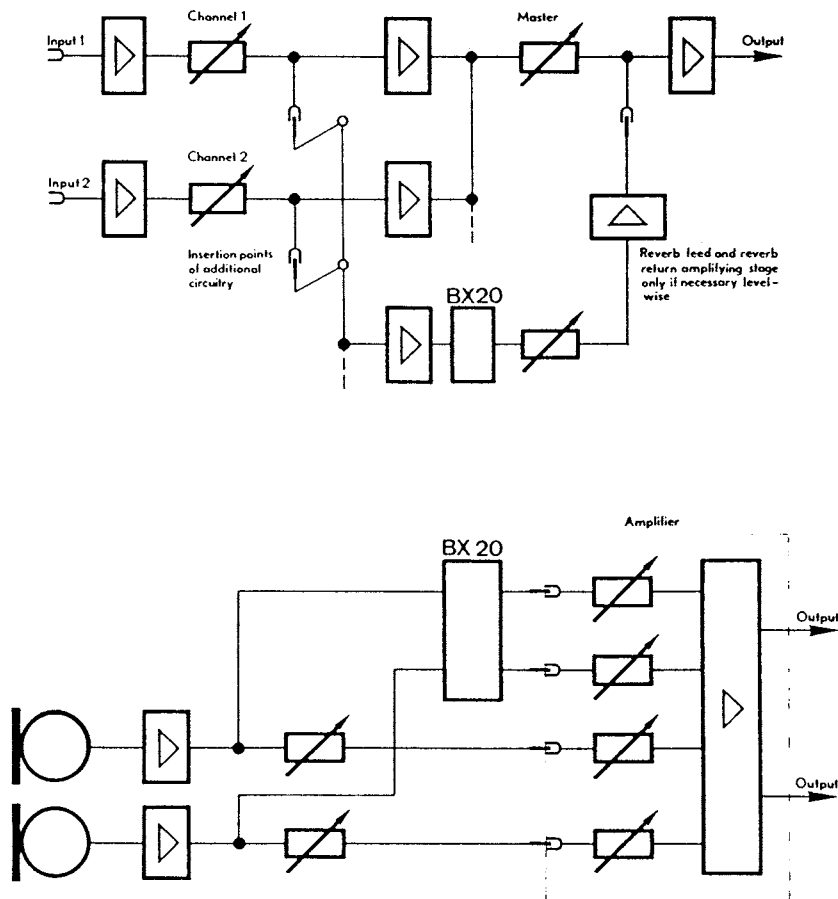 Channel 1
Master
Input 1
Output
Channel 2
Input 2
Insertion points
of additional
circuitry
Reverb feed and reverb
return amplifying stage
only if necessary level-
wise
BX20
Amplifier
BX 20
Output
Output